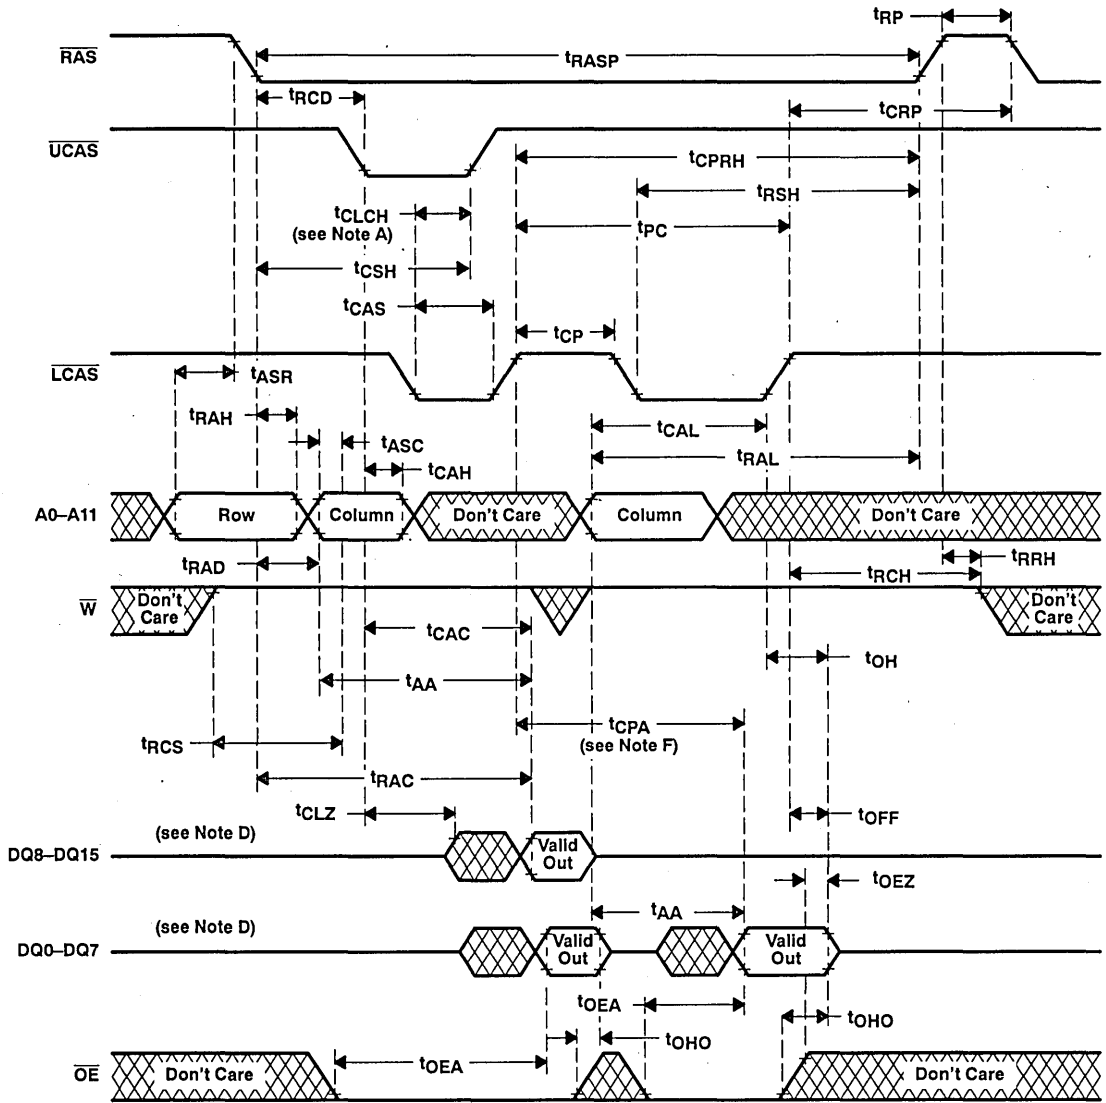 tRP
RAS
tRASP
tRCD
tCRP
UCAS
tCPRH
tRSH
tCLCH
(see Note A)
tPC
tCSH
tCAS
tCP
LCAS
tASR
tRAH
tASC
tCAL
tCAH
tRAL
A0–A11
Row
Column
Don't Care
Column
Don't Care
tRAD
tRRH
tRCH
W
Don't
Care
Don't
Care
tCAC
tOH
tAA
tCPA
(see Note F)
tRCS
tRAC
tCLZ
tOFF
(see Note D)
DQ8–DQ15
Valid
Out
tOEZ
tAA
(see Note D)
DQ0–DQ7
Valid
Out
Valid
Out
tOEA
tOHO
tOHO
tOEA
OE
Don't Care
Don't Care